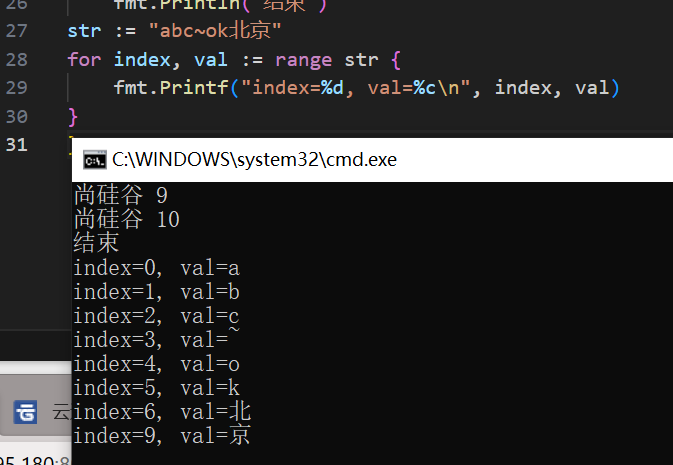 26 fmt.Println("结束")
27 str := "abc~ok北京"
28 for index, val := range str {
29 fmt.Printf("index=%d, val=%c\n", index, val)
30 }
31
C:\WINDOWS\system32\cmd.exe
尚硅谷 9
尚硅谷 10
结束
index=0, val=a
index=1, val=b
index=2, val=c
index=3, val=~
index=4, val=o
index=5, val=k
index=6, val=北
index=9, val=京
云
95.180:8